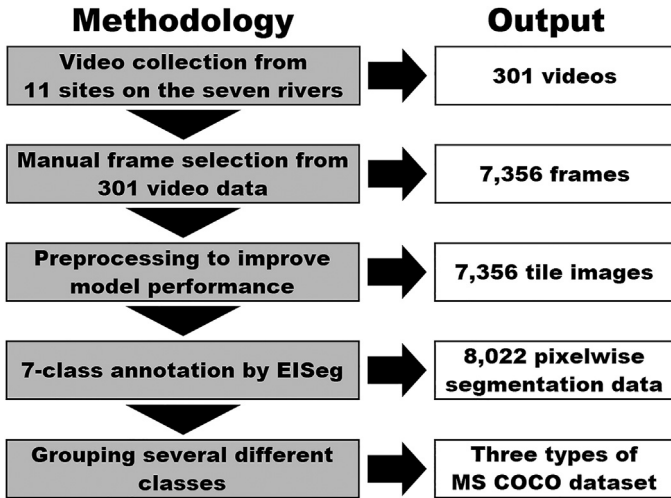 Methodology
Output
Video collection from
11 sites on the seven rivers
301 videos
Manual frame selection from
301 video data
7,356 frames
Preprocessing to improve
model performance
7,356 tile images
7-class annotation by EISeg
8,022 pixelwise
segmentation data
Grouping several different
classes
Three types of
MS COCO dataset